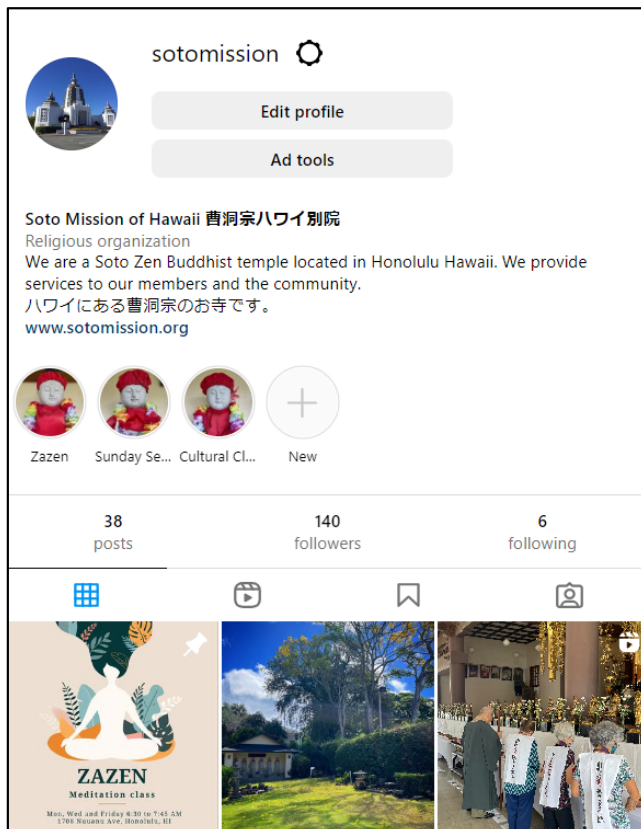 sotomission
Edit profile
Ad tools
Soto Mission of Hawaii 曹洞宗ハワイ別院
Religious organization
We are a Soto Zen Buddhist temple located in Honolulu Hawaii. We provide
services to our members and the community.
ハワイにある曹洞宗のお寺です。
www.sotomission.org
Zazen
Sunday Se...
Cultural Cl...
New
38
posts
140
followers
6
following
ZAZEN
Meditation class
Mon, Wed and Friday 6:30 to 7:45 AM
1708 Nuuanu Ave, Honolulu, HI